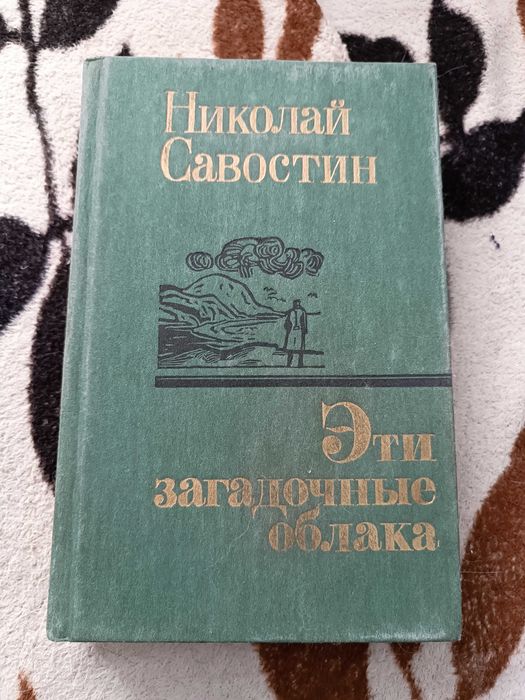 Николай
Савостин
Эти
загадочные
облака